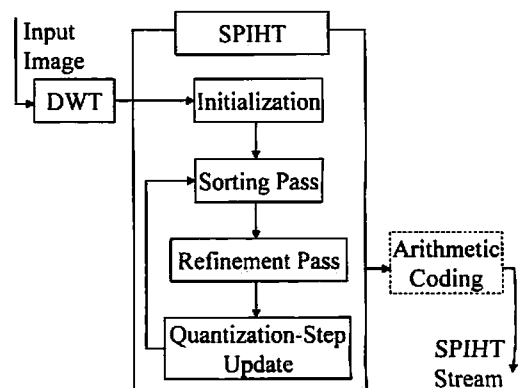 Input
Image
SPIHT
DWT
Initialization
Sorting Pass
Refinement Pass
Quantization-Step
Update
Arithmetic
Coding
SPIHT
Stream